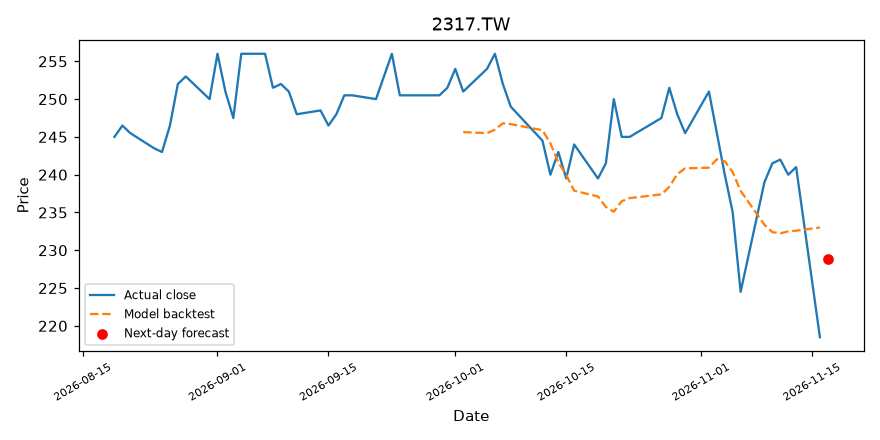 2317.TW
255
250
245
240
235
230
225
220
Price
Actual close
Model backtest
Next-day forecast
2026-08-15
2026-09-01
2026-09-15
2026-10-01
2026-10-15
2026-11-01
2026-11-15
Date